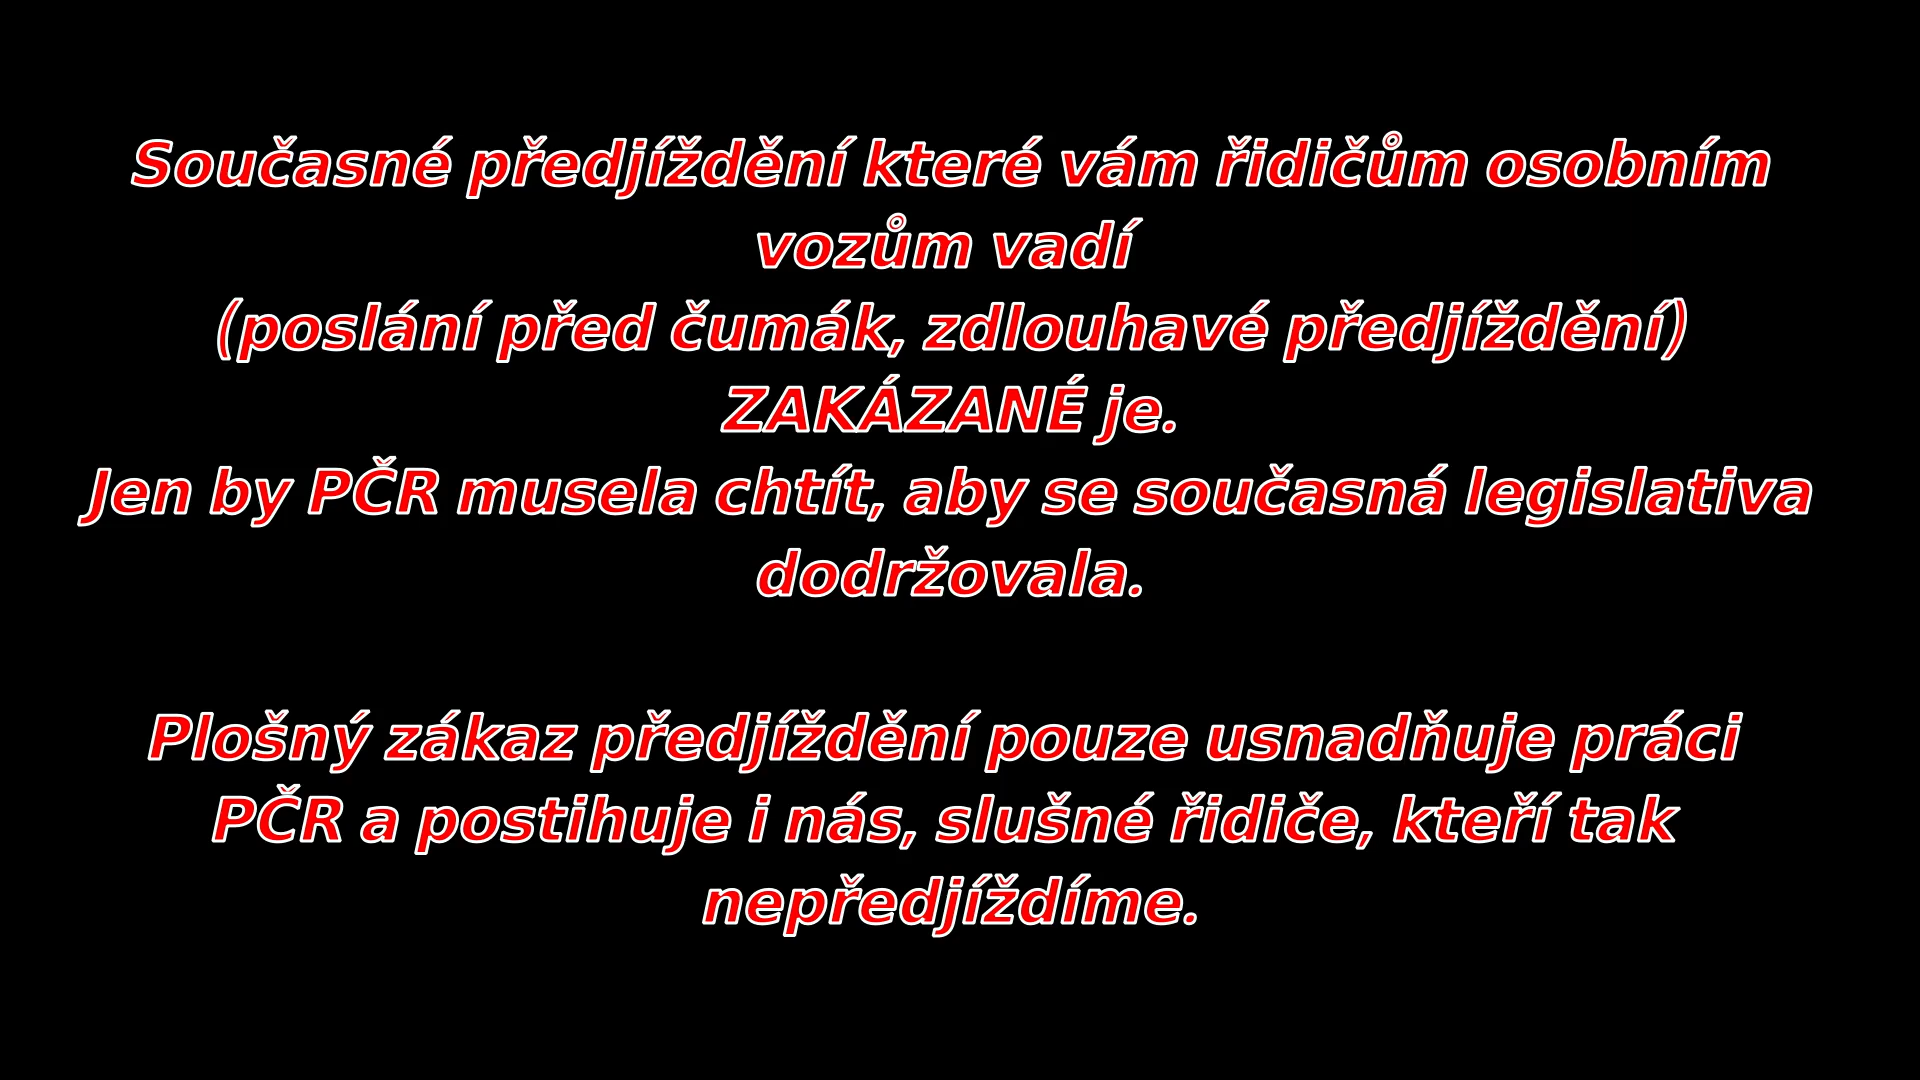 Současné předjíždění které vám řidičům osobním
vozům vadí
(poslání před čumák, zdlouhavé předjíždění)
ZAKÁZANÉ je.
Jen by PČR musela chtít, aby se současná legislativa
dodržovala.
Plošný zákaz předjíždění pouze usnadňuje práci
PČR a postihuje i nás, slušné řidiče, kteří tak
nepředjíždíme.